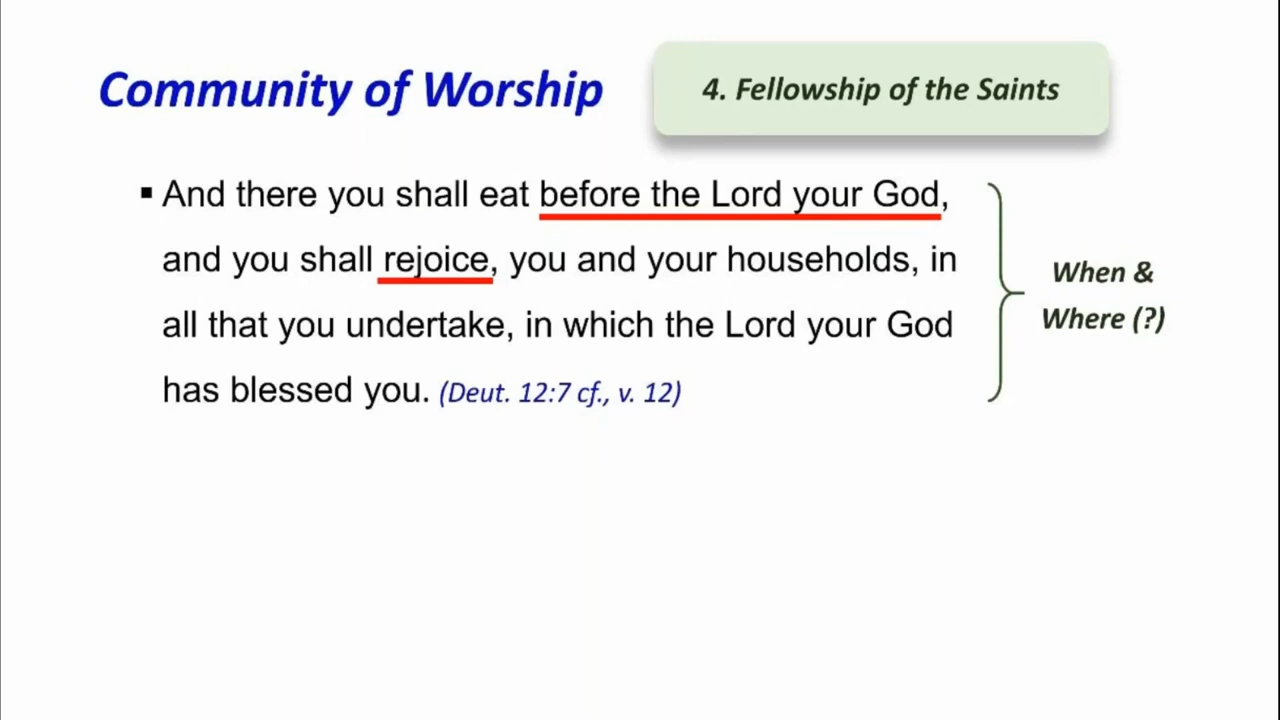 Community of Worship
4. Fellowship of the Saints
▪ And there you shall eat before the Lord your God,
and you shall rejoice, you and your households, in
all that you undertake, in which the Lord your God
has blessed you. (Deut. 12:7 cf., v. 12)
When &
Where (?)